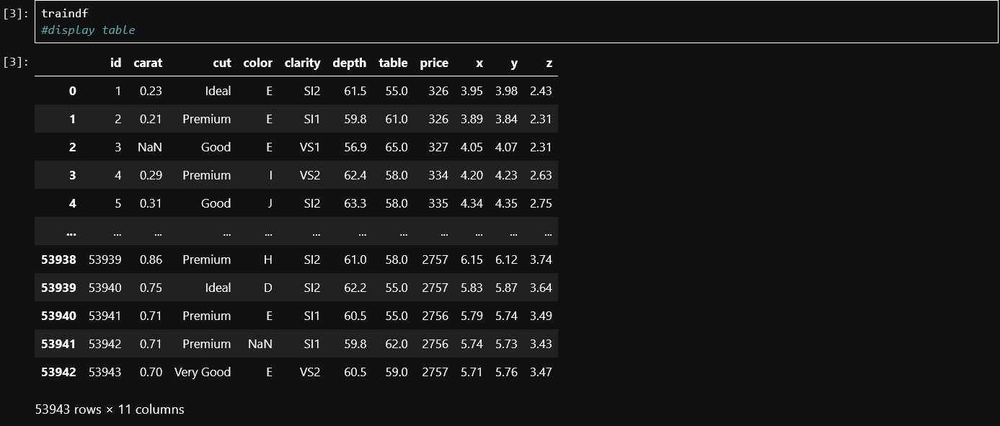 [3]: traindf
#display table
[3]: id carat cut color clarity depth table price x y z
0 1 0.23 Ideal E SI2 61.5 55.0 326 3.95 3.98 2.43
1 2 0.21 Premium E SI1 59.8 61.0 326 3.89 3.84 2.31
2 3 NaN Good E VS1 56.9 65.0 327 4.05 4.07 2.31
3 4 0.29 Premium I VS2 62.4 58.0 334 4.20 4.23 2.63
4 5 0.31 Good J SI2 63.3 58.0 335 4.34 4.35 2.75
... ... ... ... ... ... ... ... ... ... ... ...
53938 53939 0.86 Premium H SI2 61.0 58.0 2757 6.15 6.12 3.74
53939 53940 0.75 Ideal D SI2 62.2 55.0 2757 5.83 5.87 3.64
53940 53941 0.71 Premium E SI1 60.5 55.0 2756 5.79 5.74 3.49
53941 53942 0.71 Premium NaN SI1 59.8 62.0 2756 5.74 5.73 3.43
53942 53943 0.70 Very Good E VS2 60.5 59.0 2757 5.71 5.76 3.47
53943 rows × 11 columns